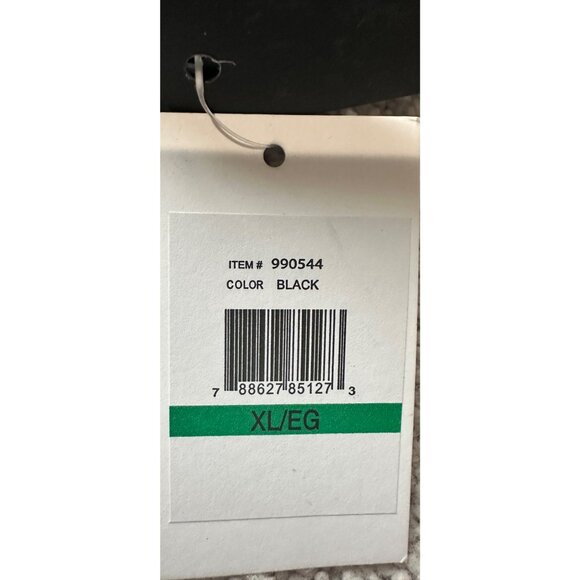 ITEM # 990544
COLOR BLACK
7 88627 85127 3
XL/EG